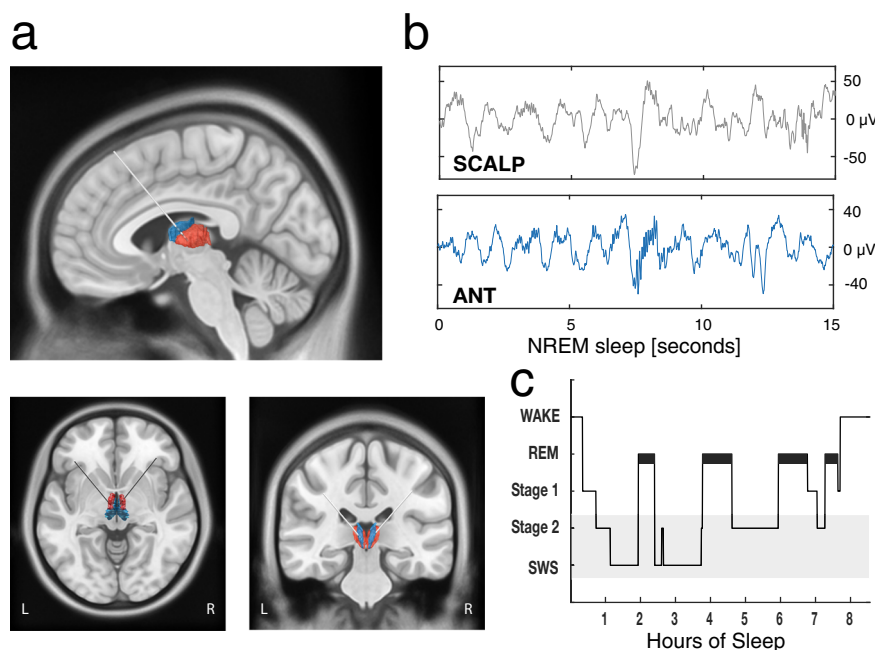 a
b
50
0 µV
-50
SCALP
40
0 µV
-40
ANT
0 5 10 15
NREM sleep [seconds]
L R
L R
c
WAKE
REM
Stage 1
Stage 2
SWS
1 2 3 4 5 6 7 8
Hours of Sleep